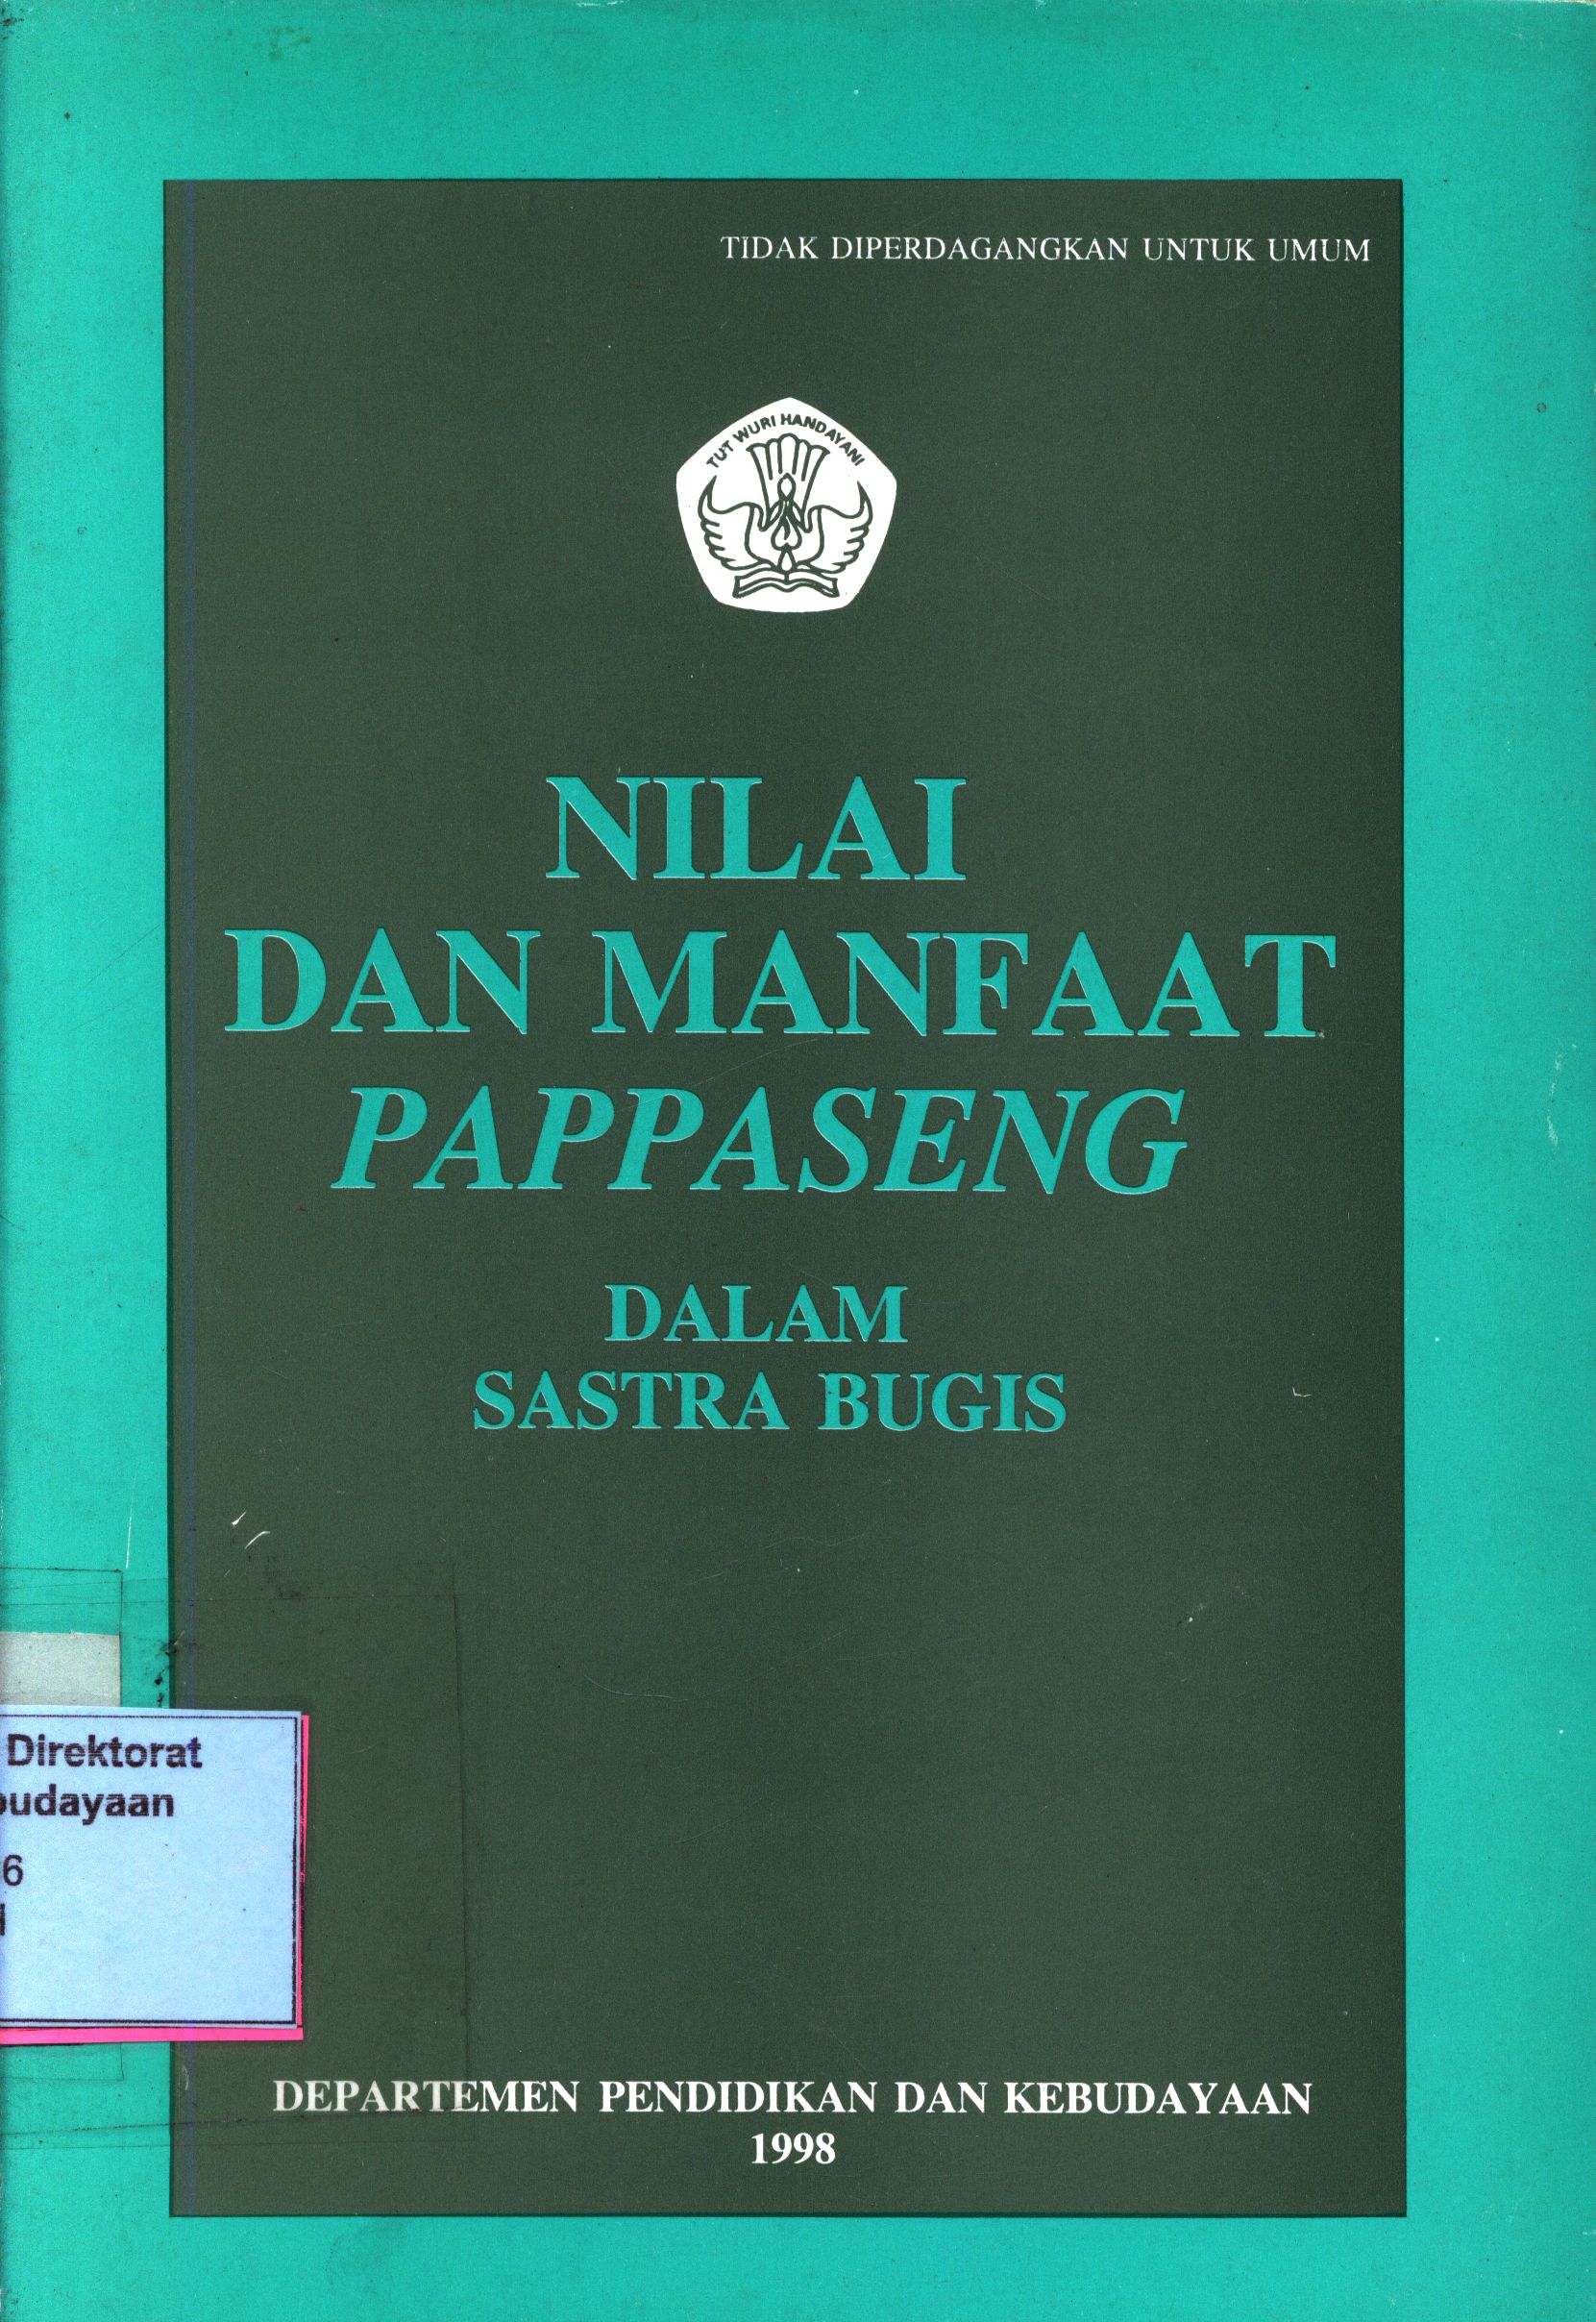 TIDAK DIPERDAGANGKAN UNTUK UMUM
TUT WURI HANDAYANI
NILAI
DAN MANFAAT
PAPPASENG
DALAM
SASTRA BUGIS
Direktorat
budayaan
6
DEPARTEMEN PENDIDIKAN DAN KEBUDAYAAN
1998